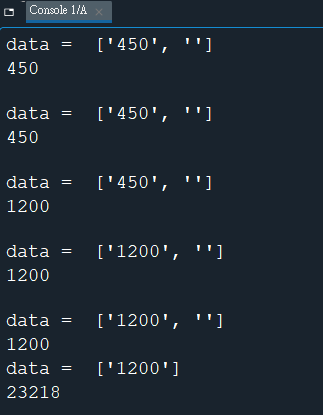 Console 1/A
data =  ['450', '']
450
data =  ['450', '']
450
data =  ['450', '']
1200
data =  ['1200', '']
1200
data =  ['1200', '']
1200
data =  ['1200']
23218